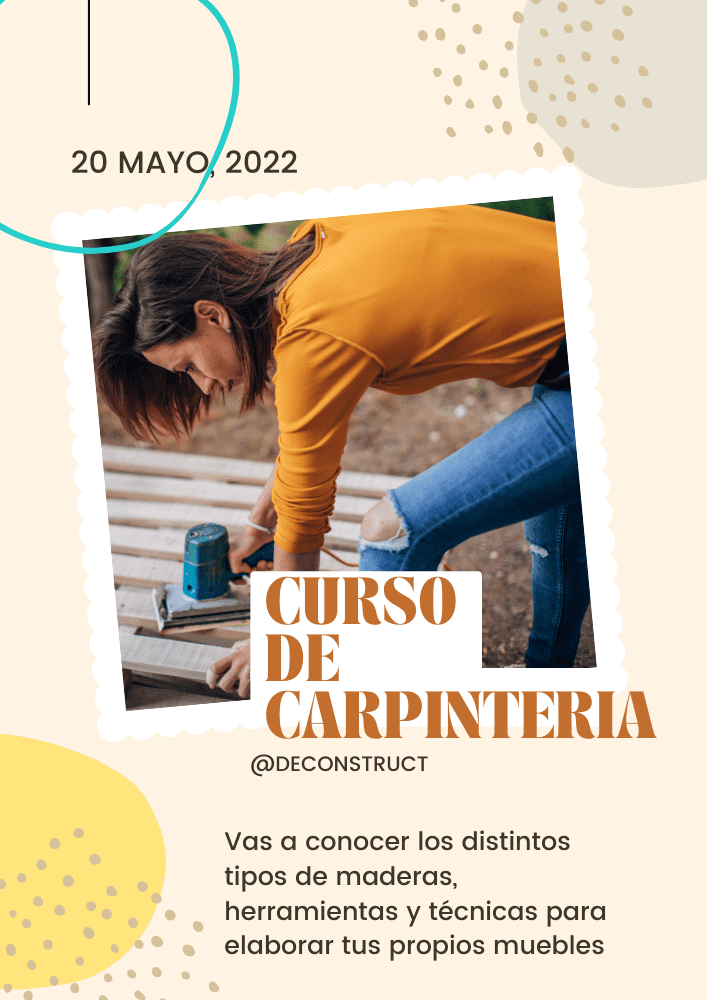 20 MAYO, 2022
CURSO
DE
CARPINTERIA
@DECONSTRUCT
Vas a conocer los distintos
tipos de maderas,
herramientas y técnicas para
elaborar tus propios muebles